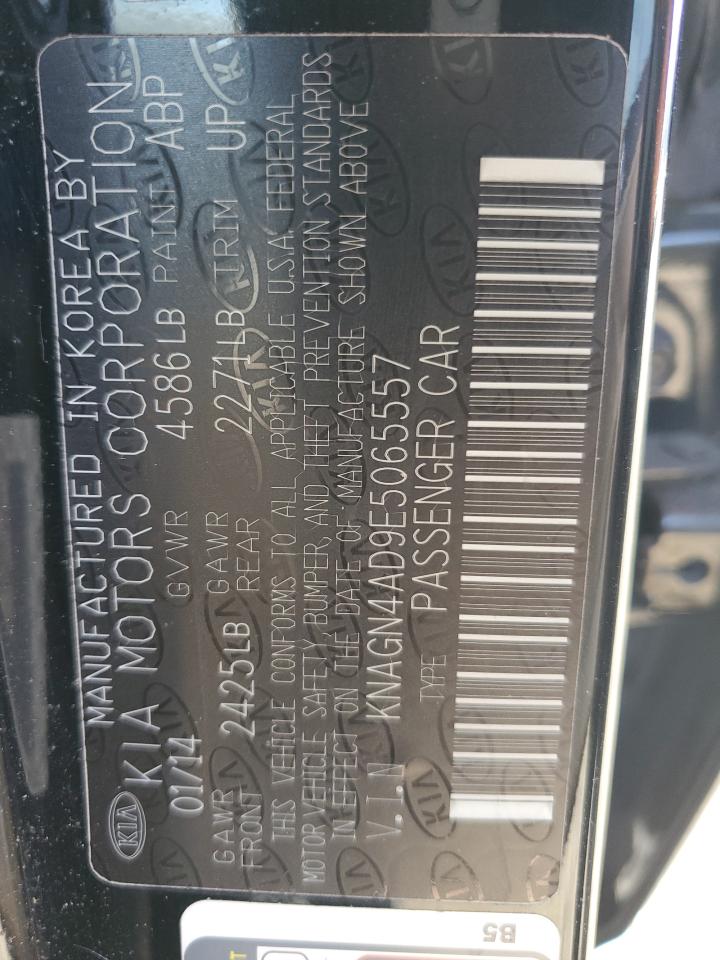 MANUFACTURED IN KOREA BY
KIA KIA MOTORS CORPORATION
01/14 GVWR 4586LB PAINT ABP
GAWR FRONT 2425LB GAWR REAR 2271LB TRIM UP
THIS VEHICLE CONFORMS TO ALL APPLICABLE U.S.A. FEDERAL
MOTOR VEHICLE SAFETY, BUMPER, AND THEFT PREVENTION STANDARDS
IN EFFECT ON THE DATE OF MANUFACTURE SHOWN ABOVE
V.I.N KNAGN4AD9E5065557
TYPE PASSENGER CAR
B5